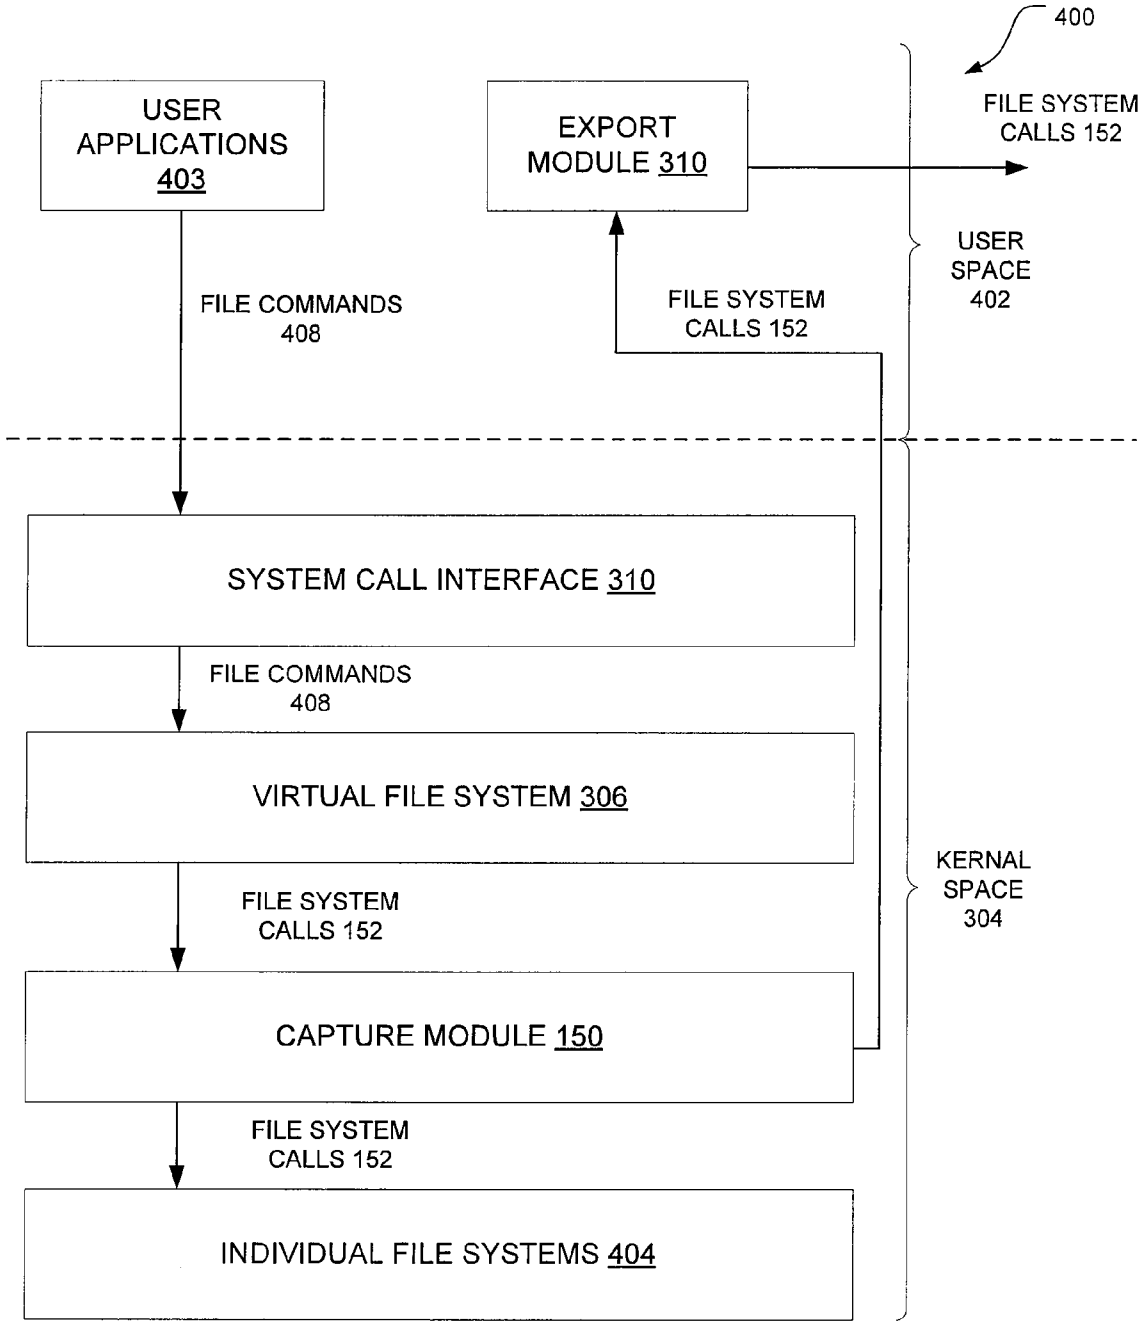 400
FILE SYSTEM
CALLS 152
USER
APPLICATIONS
403
EXPORT
MODULE 310
USER
SPACE
402
FILE COMMANDS
408
FILE SYSTEM
CALLS 152
SYSTEM CALL INTERFACE 310
FILE COMMANDS
408
VIRTUAL FILE SYSTEM 306
KERNAL
SPACE
304
FILE SYSTEM
CALLS 152
CAPTURE MODULE 150
FILE SYSTEM
CALLS 152
INDIVIDUAL FILE SYSTEMS 404